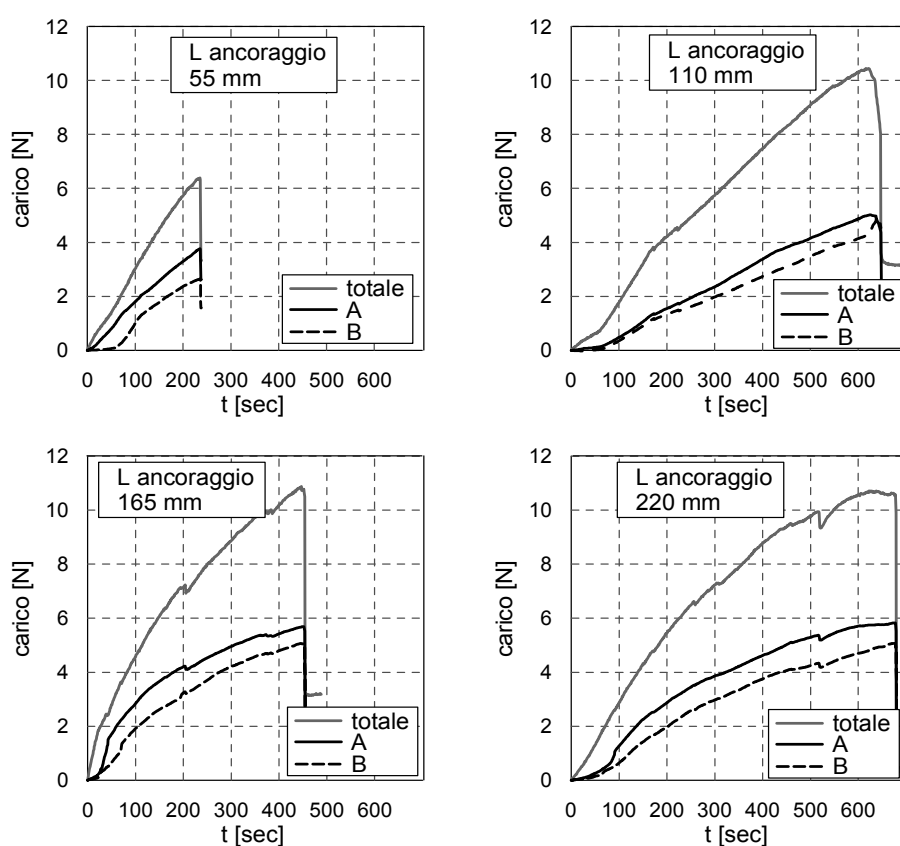 12
10
8
6
4
2
0
carico [N]
L ancoraggio
55 mm
totale
A
B
0 100 200 300 400 500 600
t [sec]
12
10
8
6
4
2
0
carico [N]
L ancoraggio
110 mm
totale
A
B
0 100 200 300 400 500 600
t [sec]
12
10
8
6
4
2
0
carico [N]
L ancoraggio
165 mm
totale
A
B
0 100 200 300 400 500 600
t [sec]
12
10
8
6
4
2
0
carico [N]
L ancoraggio
220 mm
totale
A
B
0 100 200 300 400 500 600
t [sec]